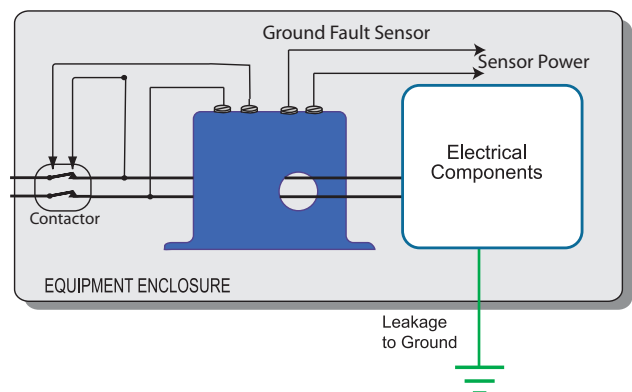 Ground Fault Sensor
Sensor Power
Electrical
Components
Contactor
EQUIPMENT ENCLOSURE
Leakage
to Ground